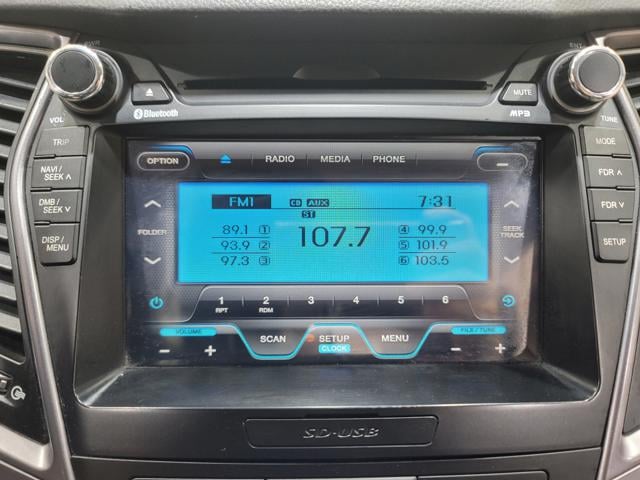 PWR
ENT
MUTE
Bluetooth
MP3
VOL
TUNE
TRIP
MODE
NAVI/
SEEK ∧
FDR ∧
DMB/
SEEK ∨
FDR ∨
DISP/
MENU
SETUP
OPTION
RADIO MEDIA PHONE
FM1 CD AUX 7:31
ST
107.7
89.1 1
93.9 2
97.3 3
4 99.9
5 101.9
6 103.5
FOLDER
SEEK
TRACK
1 2 3 4 5 6
RPT RDM
VOLUME
FILE/TUNE
SCAN
SETUP
CLOCK
MENU
- +
- +
SD-USB